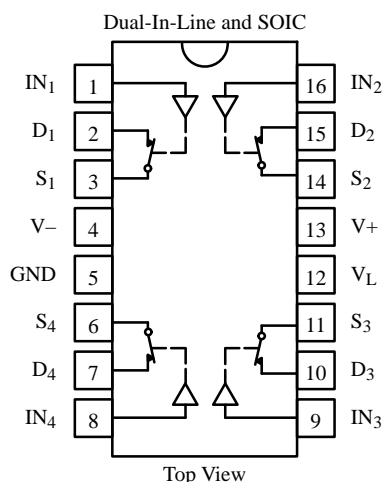 Dual-In-Line and SOIC
IN1 1 16 IN2
D1 2 15 D2
S1 3 14 S2
V– 4 13 V+
GND 5 12 VL
S4 6 11 S3
D4 7 10 D3
IN4 8 9 IN3
Top View